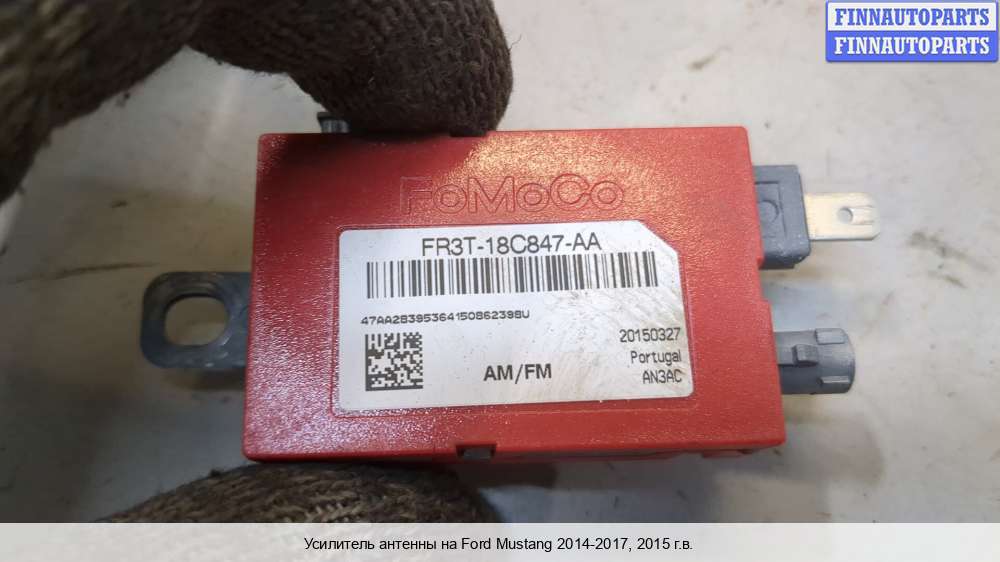 FINNAUTOPARTS
FINNAUTOPARTS
FoMoCo
FR3T-18C847-AA
47AA28395364150862398U
20150327
Portugal
AM/FM
AN3AC
Усилитель антенны на Ford Mustang 2014-2017, 2015 г.в.